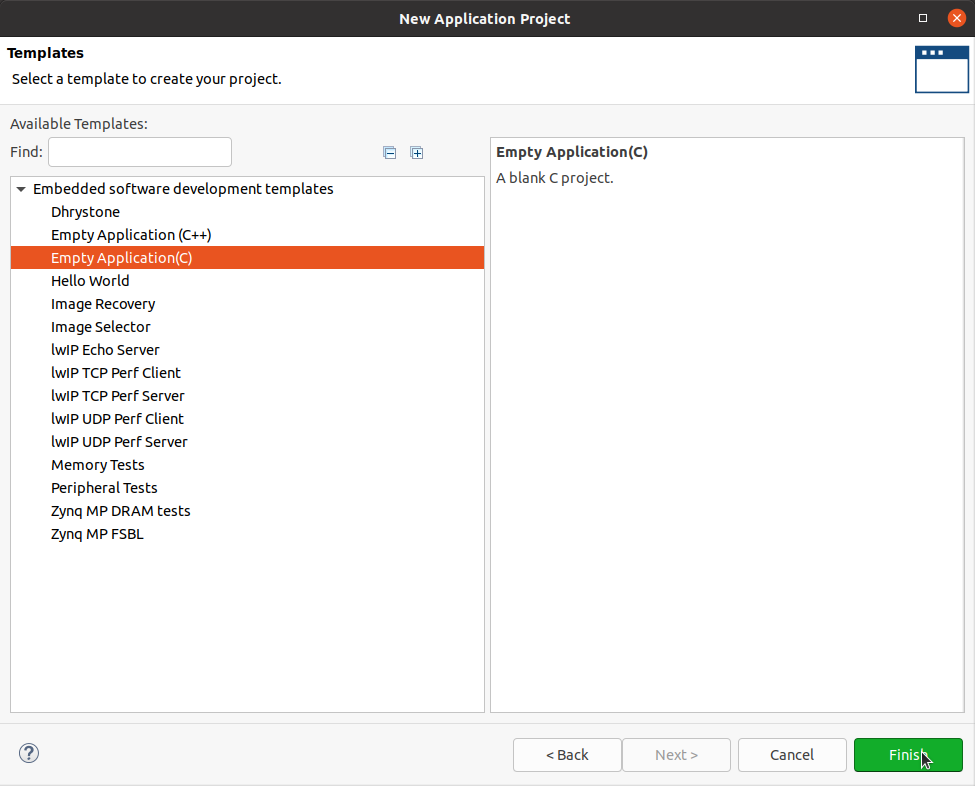 New Application Project
Templates
Select a template to create your project.
Available Templates:
Find:
Embedded software development templates
Dhrystone
Empty Application (C++)
Empty Application(C)
Hello World
Image Recovery
Image Selector
lwIP Echo Server
lwIP TCP Perf Client
lwIP TCP Perf Server
lwIP UDP Perf Client
lwIP UDP Perf Server
Memory Tests
Peripheral Tests
Zynq MP DRAM tests
Zynq MP FSBL
Empty Application(C)
A blank C project.
?
< Back
Next >
Cancel
Finish